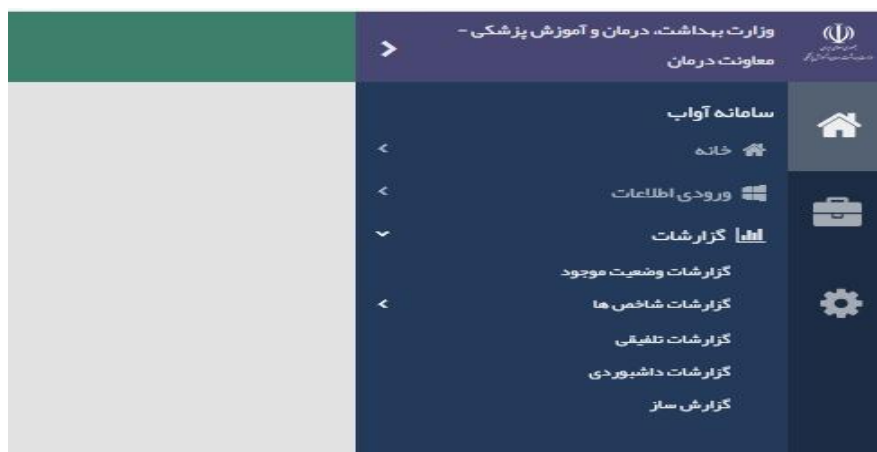 وزارت بهداشت، درمان و آموزش پزشکی -
معاونت درمان
سامانه آواب
خانه
ورودی اطلاعات
گزارشات
گزارشات وضعیت موجود
گزارشات شاخص ها
گزارشات تلفیقی
گزارشات داشبوردی
گزارش ساز